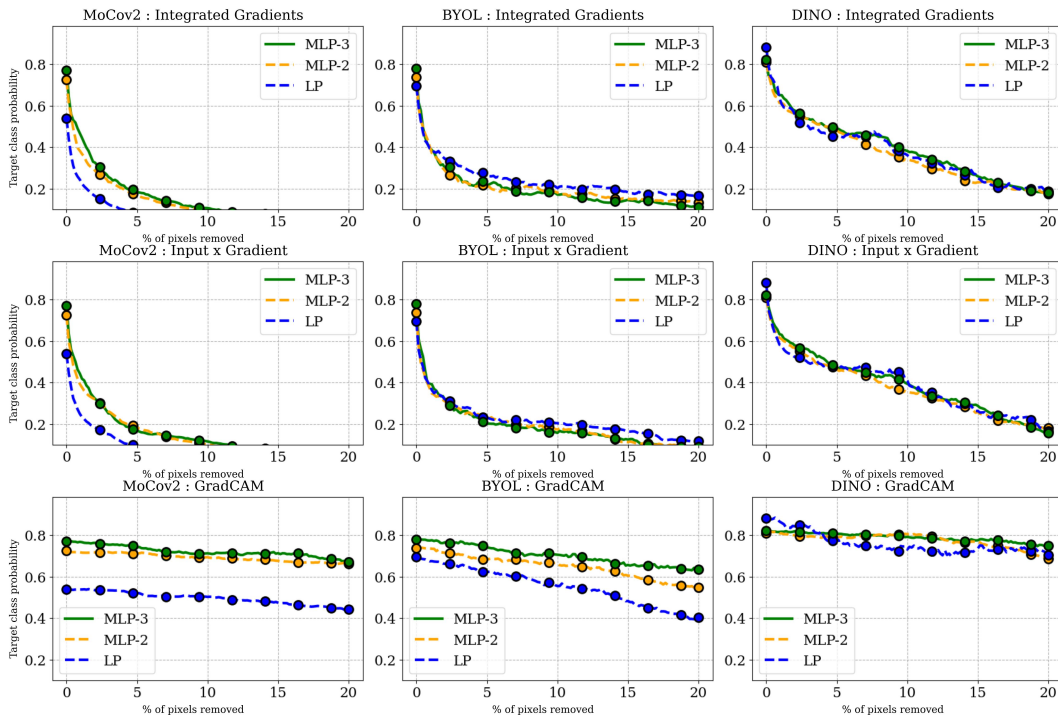 MoCov2 : Integrated Gradients
Target class probability
0.8
0.6
0.4
0.2
MLP-3
MLP-2
LP
0 5 10 15 20
% of pixels removed
BYOL : Integrated Gradients
0.8
0.6
0.4
0.2
MLP-3
MLP-2
LP
0 5 10 15 20
% of pixels removed
DINO : Integrated Gradients
0.8
0.6
0.4
0.2
MLP-3
MLP-2
LP
0 5 10 15 20
% of pixels removed
MoCov2 : Input x Gradient
Target class probability
0.8
0.6
0.4
0.2
MLP-3
MLP-2
LP
0 5 10 15 20
% of pixels removed
BYOL : Input x Gradient
0.8
0.6
0.4
0.2
MLP-3
MLP-2
LP
0 5 10 15 20
% of pixels removed
DINO : Input x Gradient
0.8
0.6
0.4
0.2
MLP-3
MLP-2
LP
0 5 10 15 20
% of pixels removed
MoCov2 : GradCAM
Target class probability
0.8
0.6
0.4
0.2
MLP-3
MLP-2
LP
0 5 10 15 20
% of pixels removed
BYOL : GradCAM
0.8
0.6
0.4
0.2
MLP-3
MLP-2
LP
0 5 10 15 20
% of pixels removed
DINO : GradCAM
0.8
0.6
0.4
0.2
MLP-3
MLP-2
LP
0 5 10 15 20
% of pixels removed